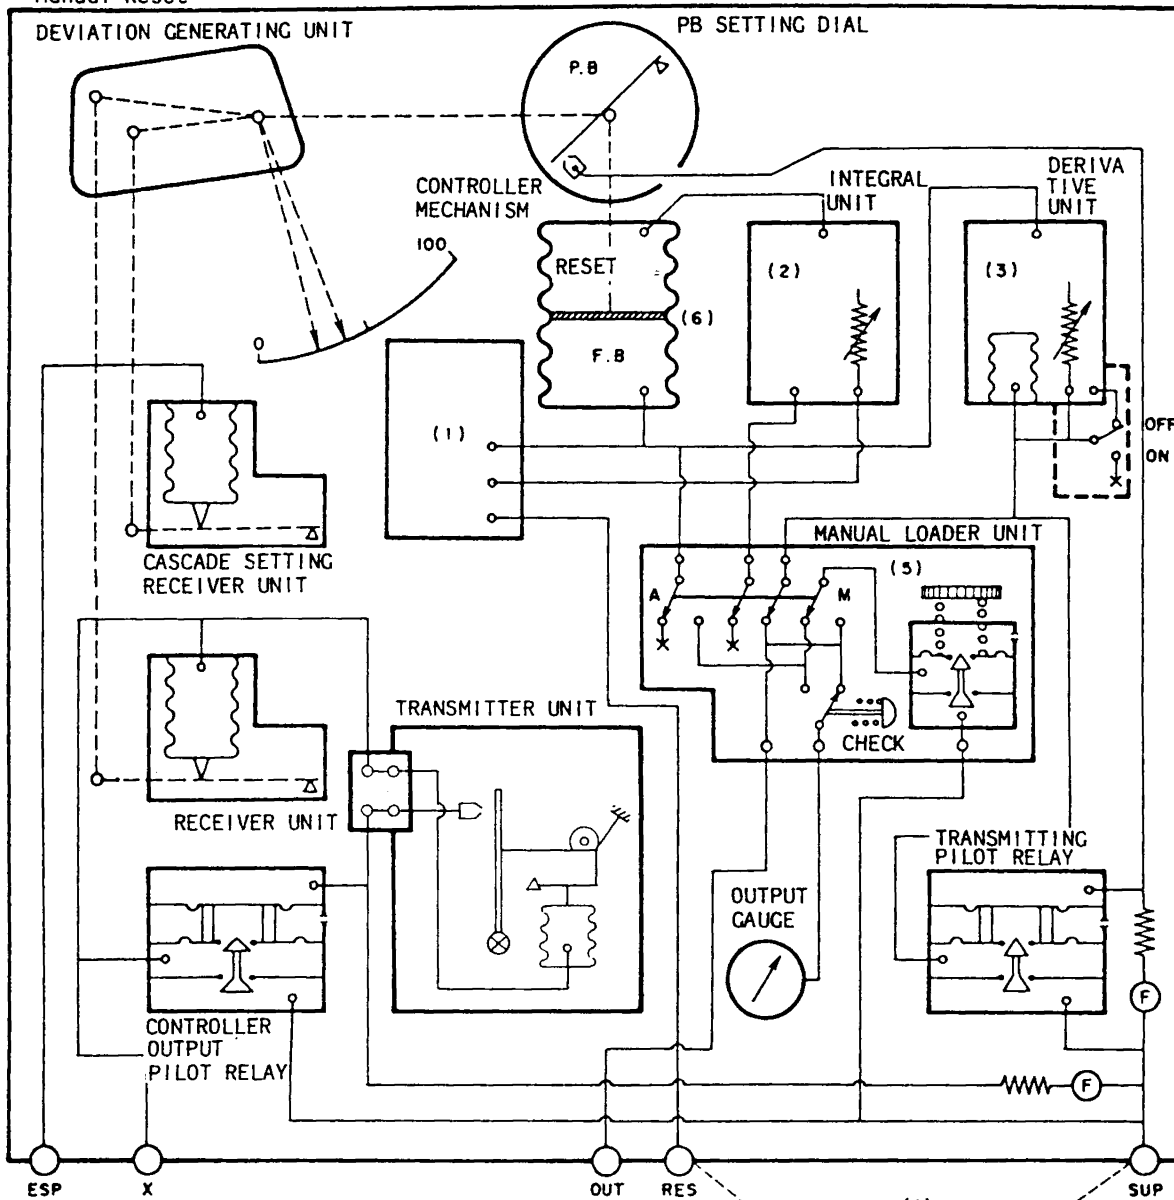 Manual Reset
DEVIATION GENERATING UNIT
PB SETTING DIAL
P.B
CONTROLLER
MECHANISM
INTEGRAL
UNIT
DERIVA
TIVE
UNIT
100
0
RESET
(2)
(3)
(6)
F.B
(1)
OFF
ON
MANUAL LOADER UNIT
(5)
A
M
CASCADE SETTING
RECEIVER UNIT
TRANSMITTER UNIT
CHECK
RECEIVER UNIT
TRANSMITTING
PILOT RELAY
OUTPUT
GAUGE
F
CONTROLLER
OUTPUT
PILOT RELAY
F
ESP
X
OUT
RES
SUP